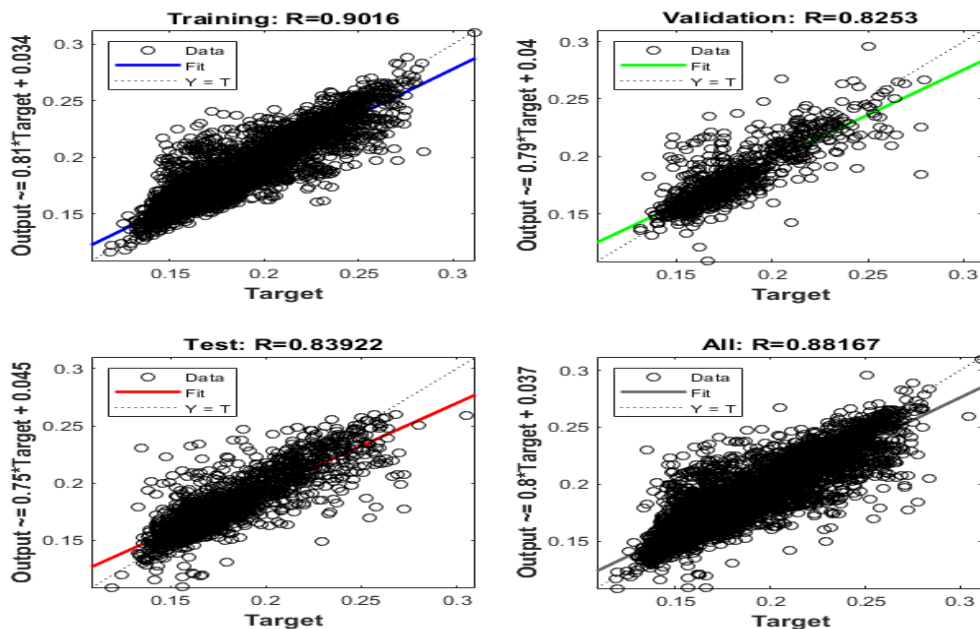 Training: R=0.9016
Output ~= 0.81*Target + 0.034
0.3
0.25
0.2
0.15
Data
Fit
Y = T
0.15 0.2 0.25 0.3
Target
Validation: R=0.8253
Output ~= 0.79*Target + 0.04
0.3
0.25
0.2
0.15
Data
Fit
Y = T
0.15 0.2 0.25 0.3
Target
Test: R=0.83922
Output ~= 0.75*Target + 0.045
0.3
0.25
0.2
0.15
Data
Fit
Y = T
0.15 0.2 0.25 0.3
Target
All: R=0.88167
Output ~= 0.8*Target + 0.037
0.3
0.25
0.2
0.15
Data
Fit
Y = T
0.15 0.2 0.25 0.3
Target